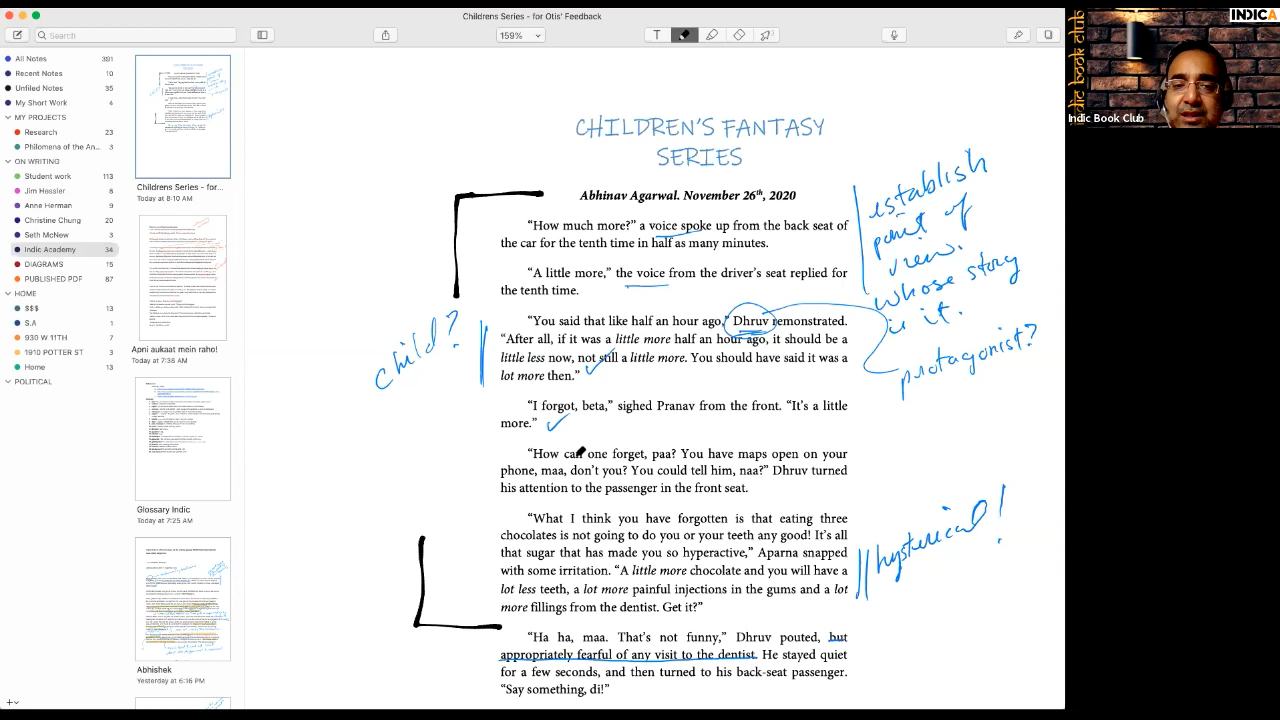 Childrens Series - for Otis' Feedback
Search
159%
T
All Notes 391
Recent Notes 10
Unfiled Notes 35
My Short Work 6
MY PROJECTS
Research 23
Philomena of the An... 3
ON WRITING
Student work 113
Jim Hessler 8
Anne Herman 9
Christine Chung 20
Seth McNew 3
Indic Academy 34
DIAGRAMS 15
PUBLISHED PDF 87
HOME
$$$ 13
S.A 1
930 W 11TH 7
1910 POTTER ST 3
Home 13
POLITICAL
Childrens Series - for...
Today at 8:10 AM
Apni aukaat mein raho!
Today at 7:36 AM
Glossary Indic
Today at 7:25 AM
Abhishek
Yesterday at 6:16 PM
CHILDREN'S FANTASY
SERIES
Abhinav Agarwal. November 26th, 2020
“How much more?” a voice spoke up from the back seat of
the car for the tenth time in half as many minutes.
“A little more,” the voice from the driver's seat replied for
the tenth time.
“You said that like half an hour ago,” Dhruv remonstrated.
“After all, if it was a little more half an hour ago, it should be a
little less now, not still a little more. You should have said it was a
lot more then.”
“I forgot, said Pranav from the front. “It's a little
more.”
“How can one forget, paa? You have maps open on your
phone, maa, don't you? You could tell him, naa?” Dhruv turned
his attention to the passenger in the front seat.
“What I think you have forgotten is that eating three
chocolates is not going to do you or your teeth any good! It's all
that sugar that has made you so hyperactive,” Aparna snapped
with some irritation. “A little more chocolate and you will have a
lot less teeth, lot more painful injections in the gums and a lot
more fillings from the dentist. Get it?”
“Ha ha, That's not funny,” Dhruv pouted, but
appropriately fearful of any visit to the dentist. He stayed quiet
for a few seconds, and then turned to his back-seat passenger.
“Say something, di!”
establish
point of
view.
whose story
is it.
protagonist?
child?
hysterical!
INDICA
indic book club
Indic Book Club